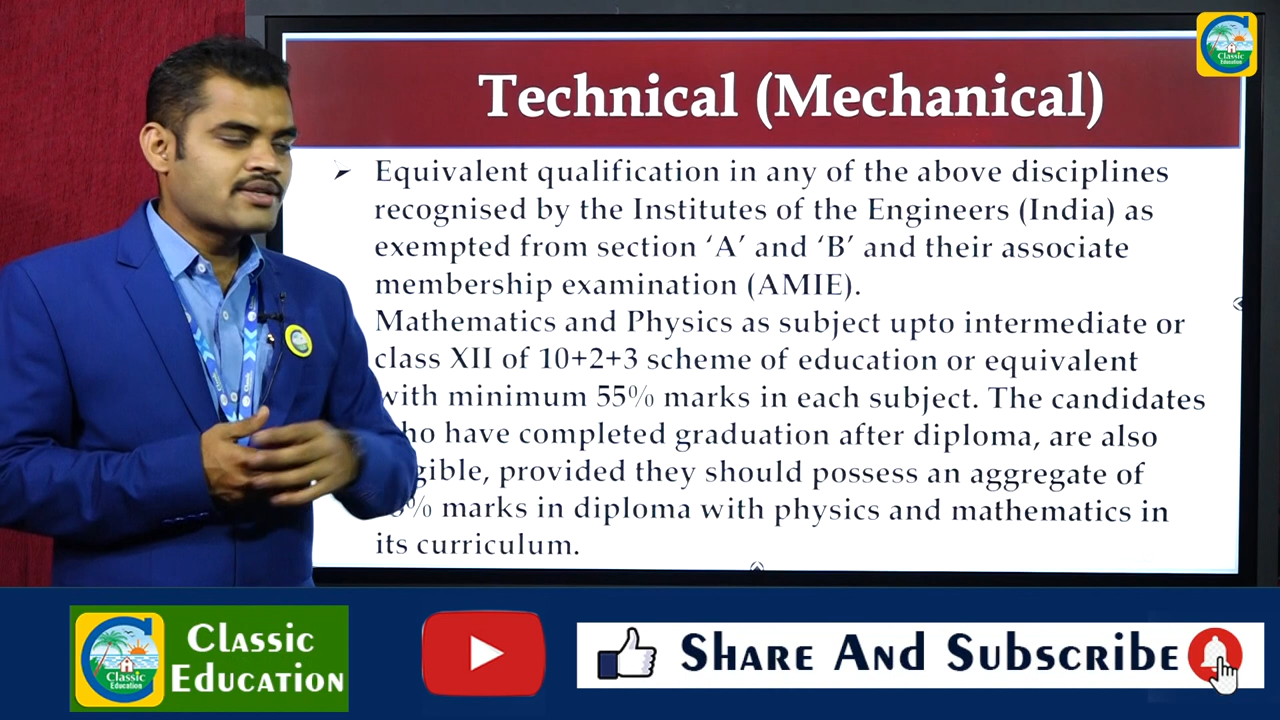 Classic
Education
Technical (Mechanical)
➢ Equivalent qualification in any of the above disciplines
recognised by the Institutes of the Engineers (India) as
exempted from section ‘A’ and ‘B’ and their associate
membership examination (AMIE).
Mathematics and Physics as subject upto intermediate or
class XII of 10+2+3 scheme of education or equivalent
with minimum 55% marks in each subject. The candidates
have completed graduation after diploma, are also
provided they should possess an aggregate of
marks in diploma with physics and mathematics in
its curriculum.
Classic
Education
Classic
Education
Share And Subscribe